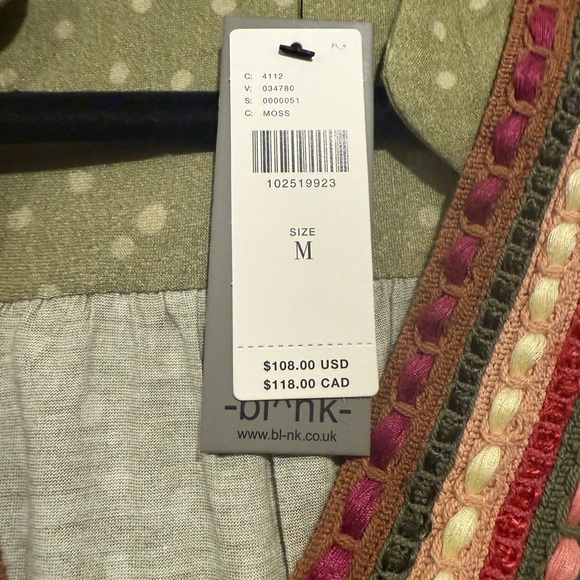 C: 4112
V: 034780
S: 0000051
C: MOSS
102519923
SIZE
M
$108.00 USD
$118.00 CAD
-bl^nk-
www.bl-nk.co.uk